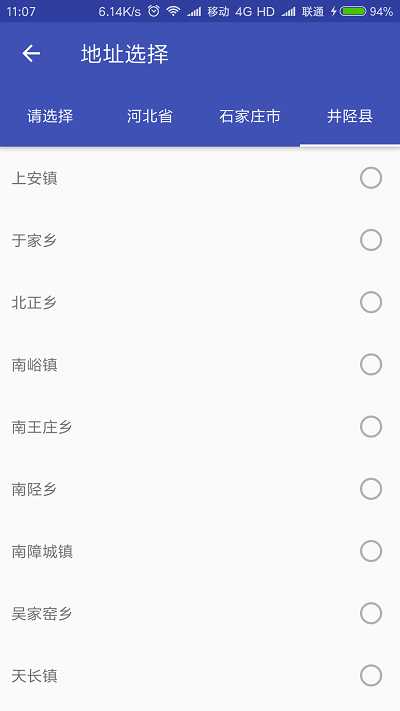 11:07 6.14K/s 移动 4G HD 联通 94%
地址选择
请选择 河北省 石家庄市 井陉县
上安镇
于家乡
北正乡
南峪镇
南王庄乡
南陉乡
南障城镇
吴家窑乡
天长镇